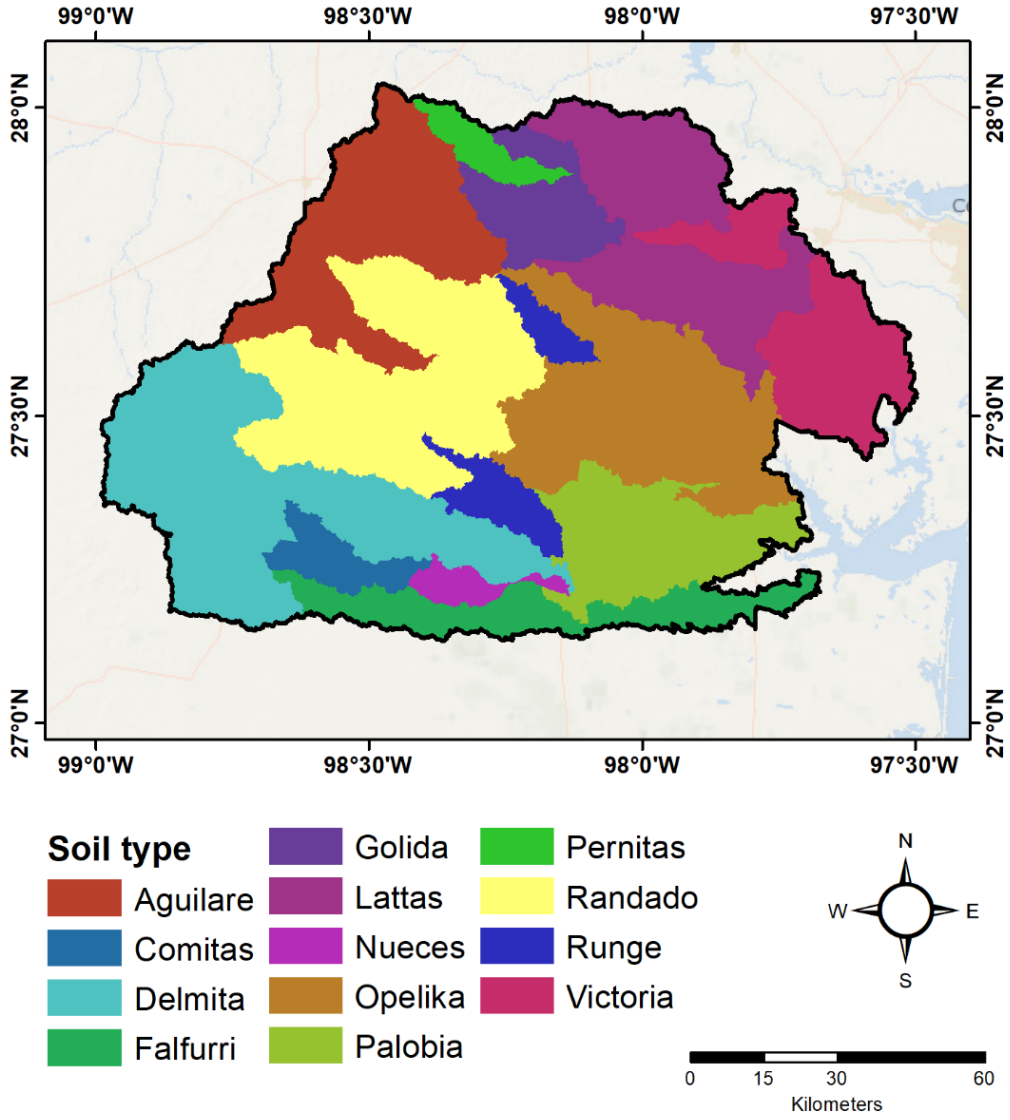 99°0'W 98°30'W 98°0'W 97°30'W
28°0'N 28°0'N
Co
27°30'N 27°30'N
27°0'N 27°0'N
99°0'W 98°30'W 98°0'W 97°30'W
Soil type
Aguilare
Comitas
Delmita
Falfurri
Golida
Lattas
Nueces
Opelika
Palobia
Pernitas
Randado
Runge
Victoria
N
W E
S
0 15 30 60
Kilometers